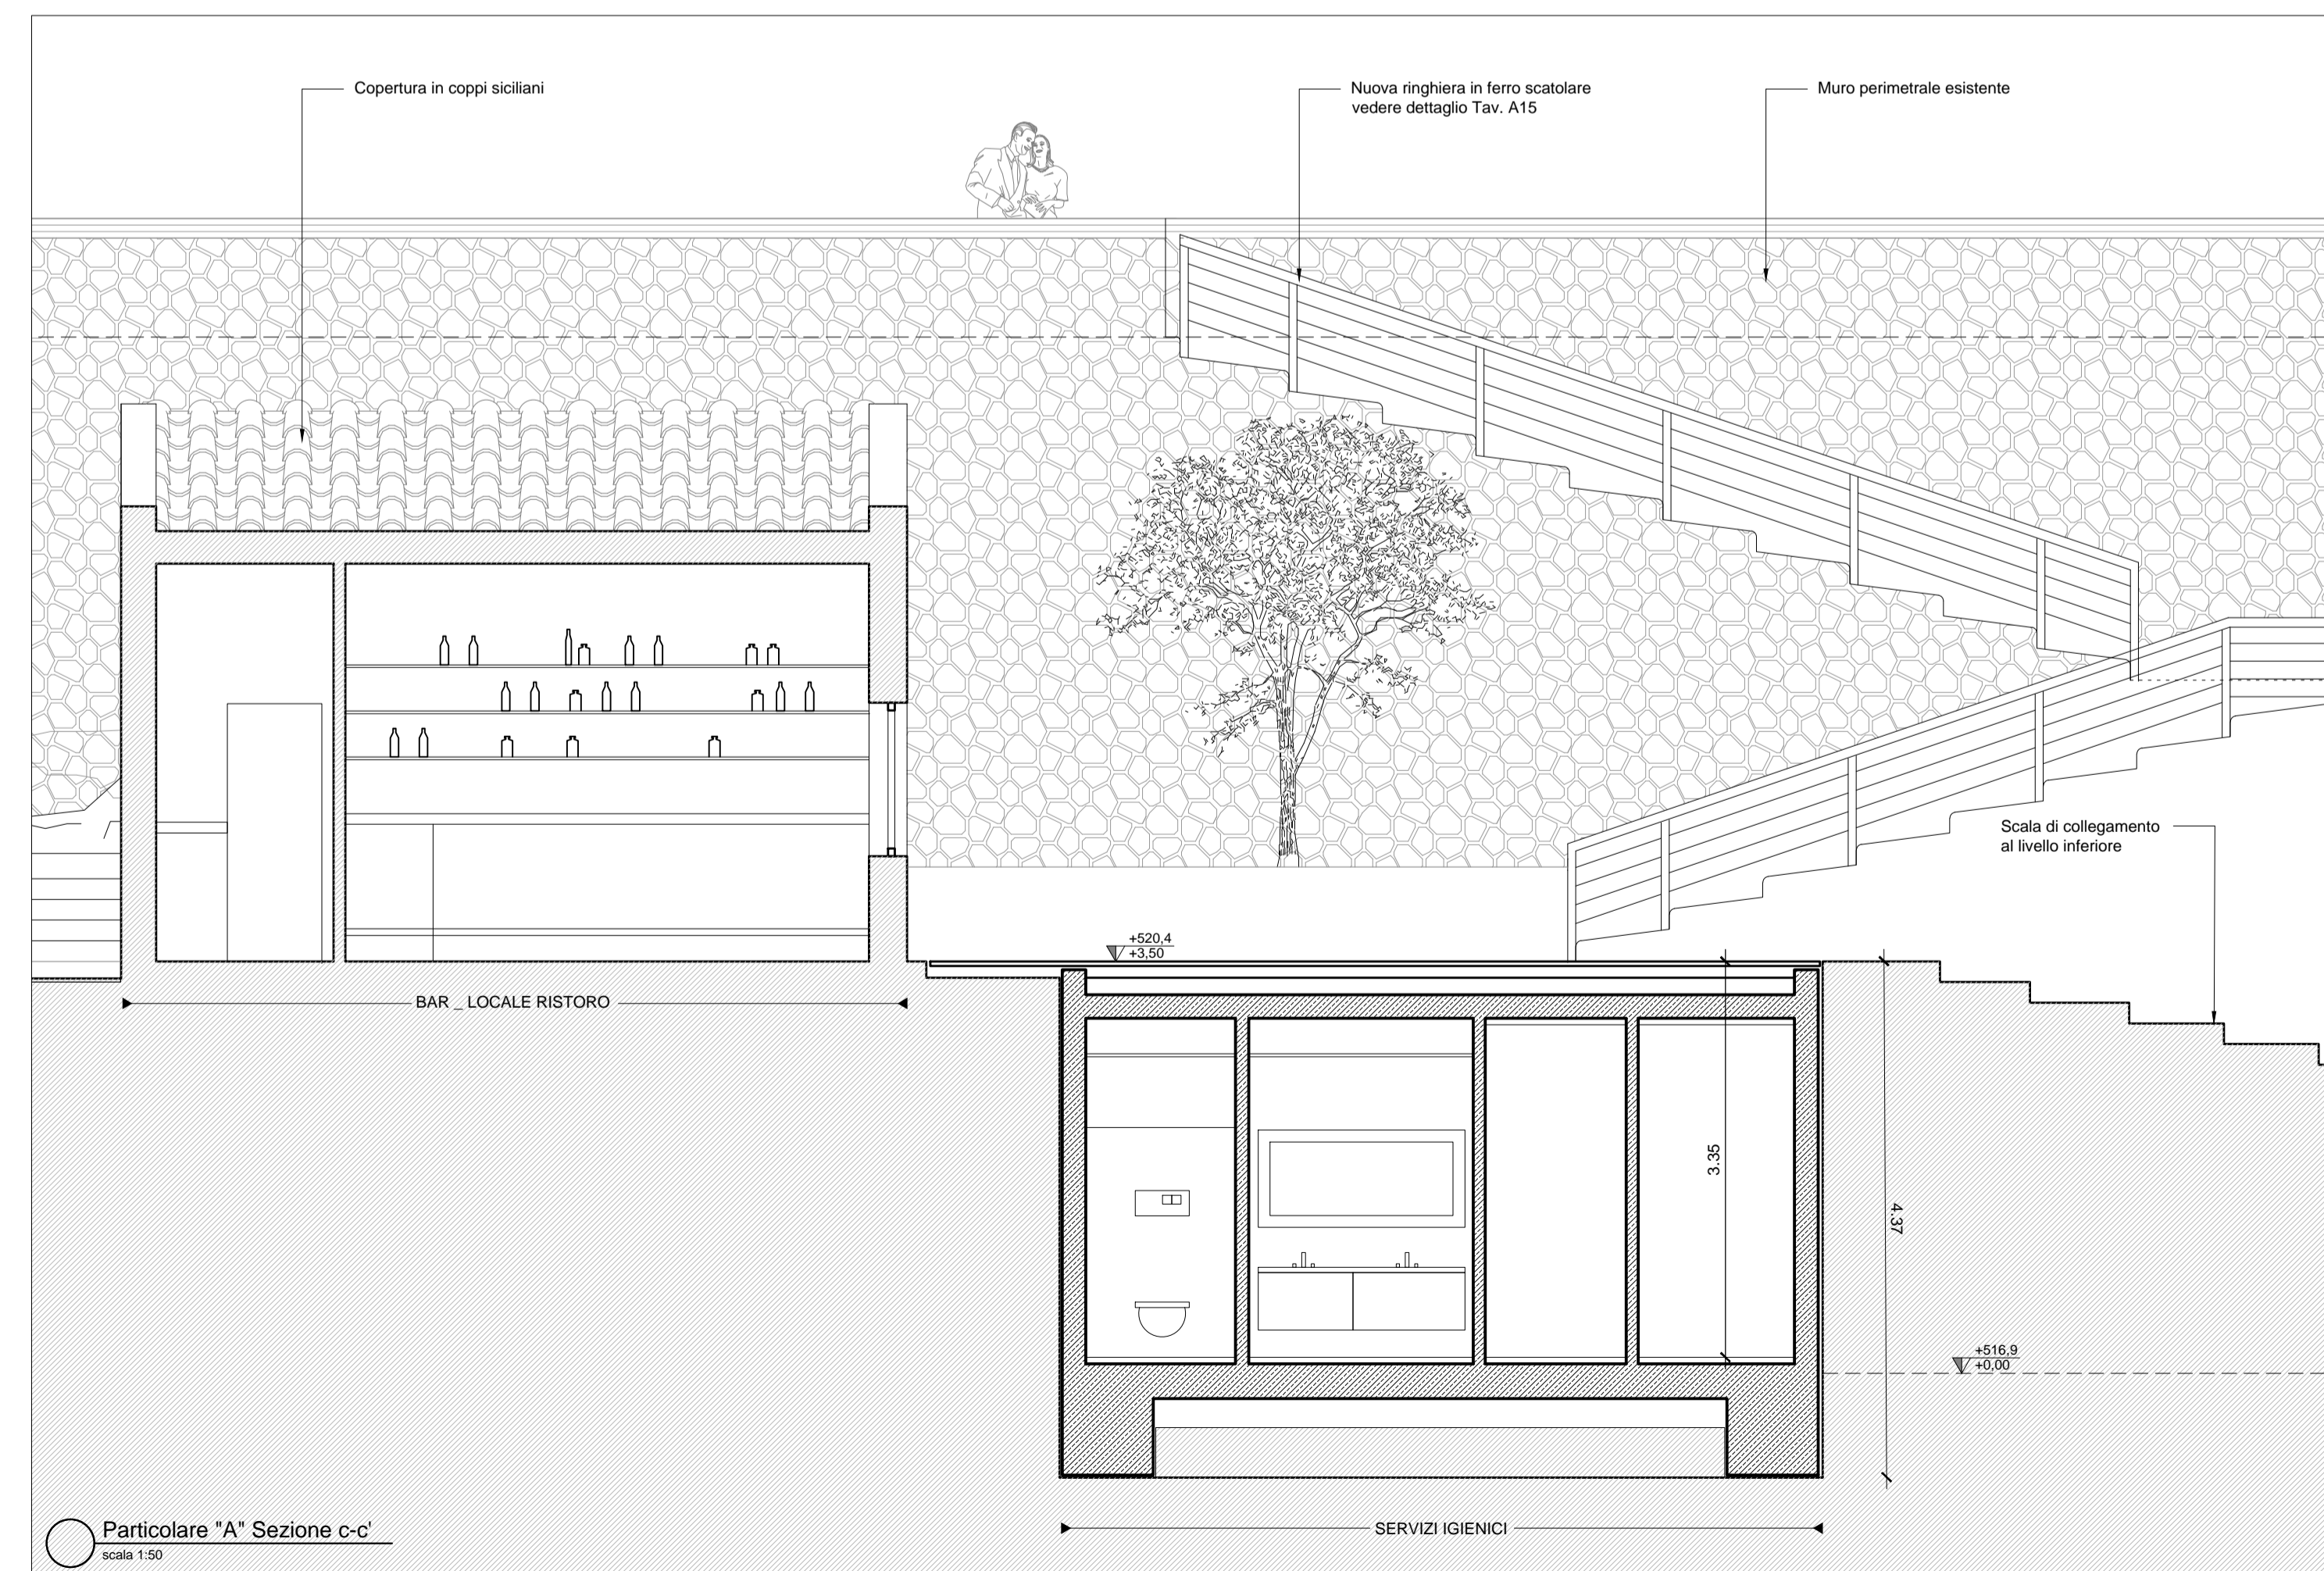 Copertura in coppi siciliani
Nuova ringhiera in ferro scatolare
vedere dettaglio Tav. A15
Muro perimetrale esistente
Scala di collegamento
al livello inferiore
+520,4
+3,50
BAR _ LOCALE RISTORO
3.35
4.37
+516,9
+0,00
SERVIZI IGIENICI
Particolare "A" Sezione c-c'
scala 1:50